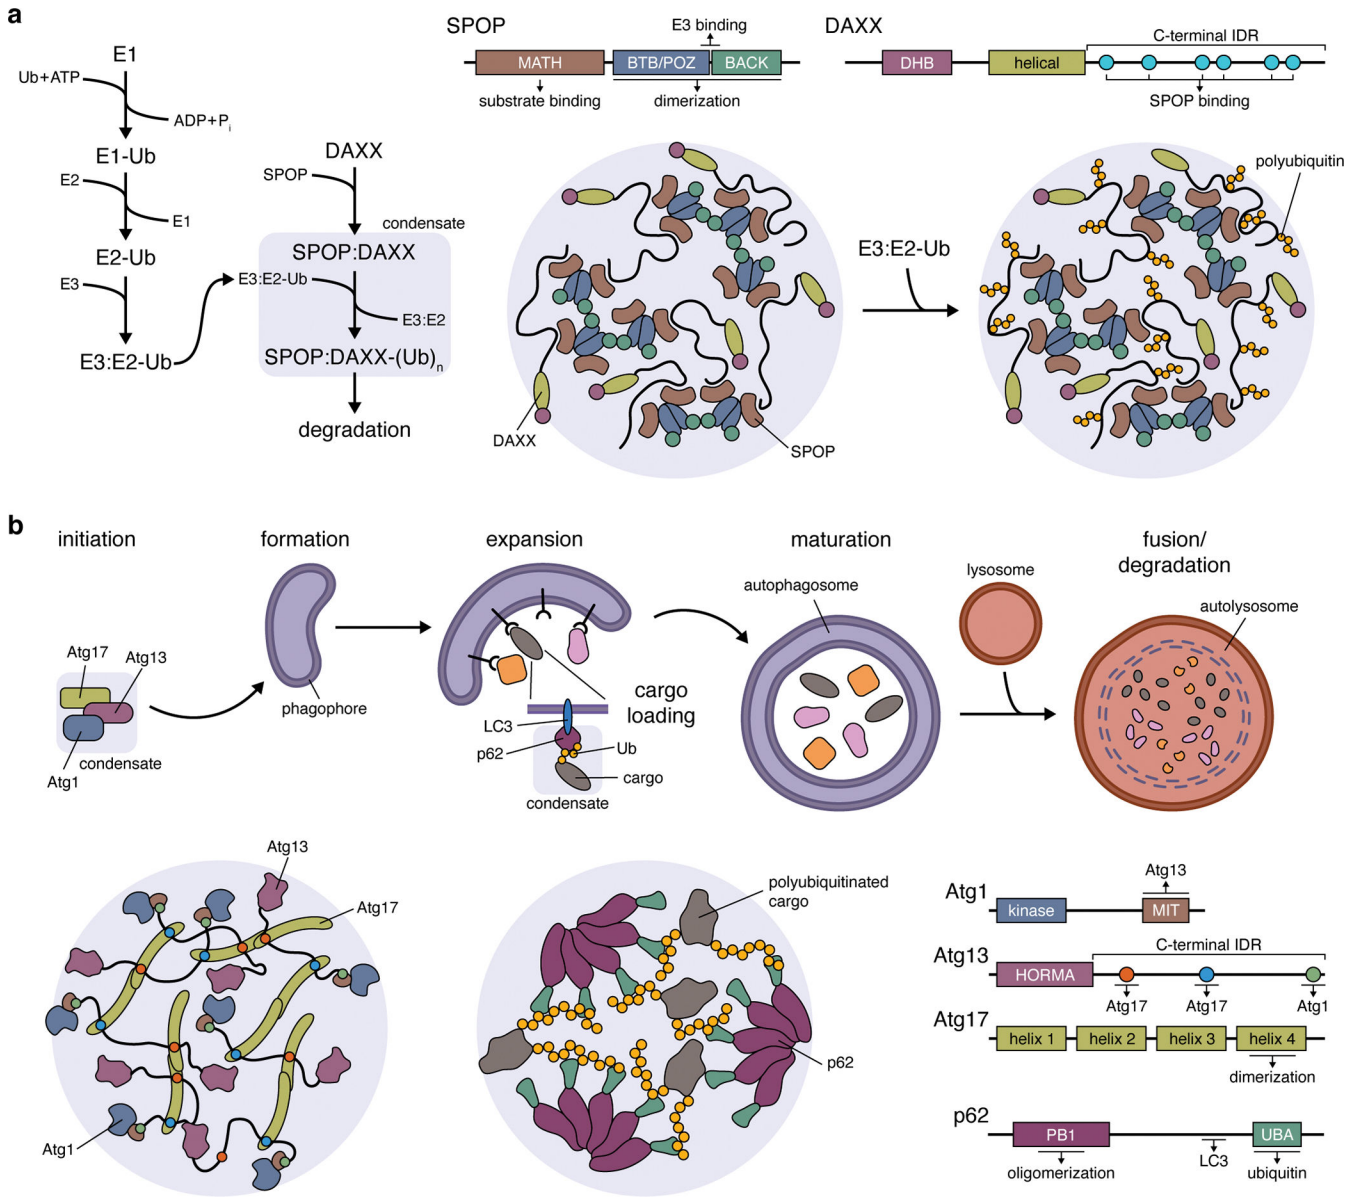 a
E1
Ub+ATP
ADP+Pi
E1-Ub
E2
E1
E2-Ub
E3
E3:E2-Ub
DAXX
SPOP
condensate
SPOP:DAXX
E3:E2-Ub
E3:E2
SPOP:DAXX-(Ub)n
degradation
SPOP
E3 binding
MATH
BTB/POZ
BACK
substrate binding
dimerization
DAXX
C-terminal IDR
DHB
helical
SPOP binding
DAXX
SPOP
E3:E2-Ub
polyubiquitin
b
initiation
formation
expansion
maturation
fusion/
degradation
Atg17
Atg13
Atg1
condensate
phagophore
cargo
loading
LC3
p62
Ub
cargo
condensate
autophagosome
lysosome
autolysosome
Atg13
Atg17
Atg1
polyubiquitinated
cargo
p62
Atg1
Atg13
kinase
MIT
Atg13
C-terminal IDR
HORMA
Atg17
Atg17
Atg1
Atg17
helix 1
helix 2
helix 3
helix 4
dimerization
p62
PB1
UBA
oligomerization
LC3
ubiquitin